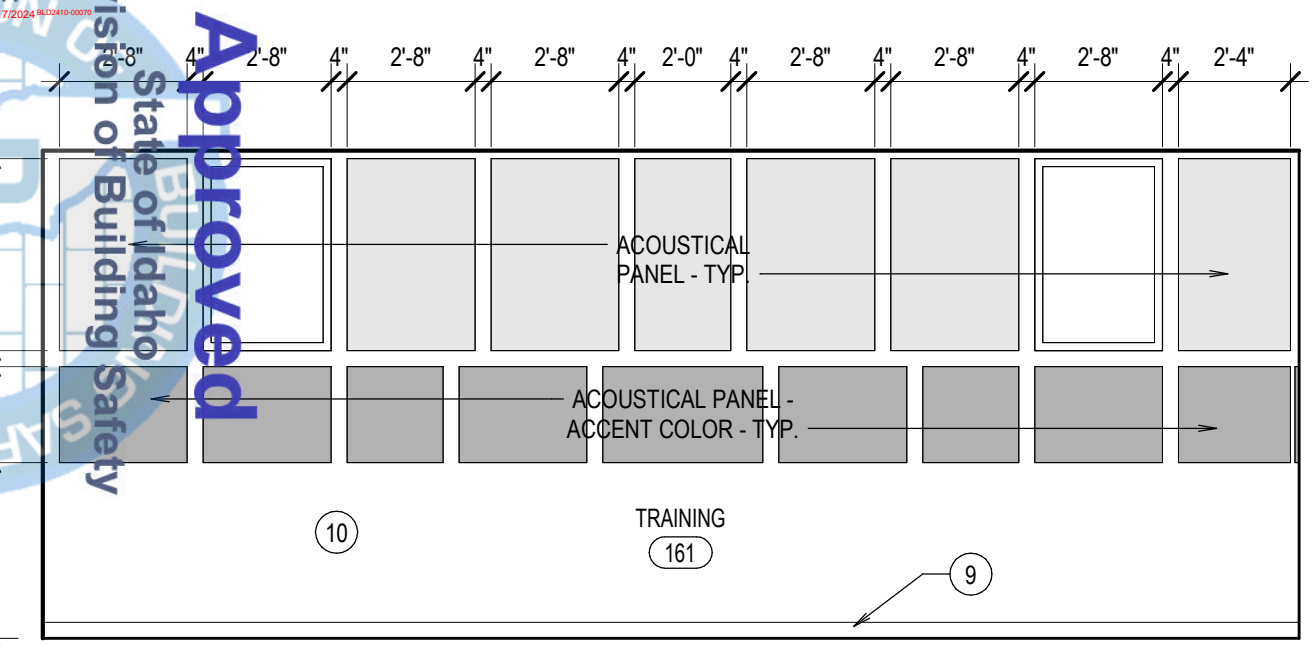 7/2024 BLD2410-00070
2'-8" 4" 2'-8" 4" 2'-8" 4" 2'-8" 4" 2'-0" 4" 2'-8" 4" 2'-8" 4" 2'-8" 4" 2'-4"
Approved
State of Idaho
vision of Building Safety
BUILDING
ACOUSTICAL
PANEL - TYP.
ACOUSTICAL PANEL -
ACCENT COLOR - TYP.
10
TRAINING
161
9